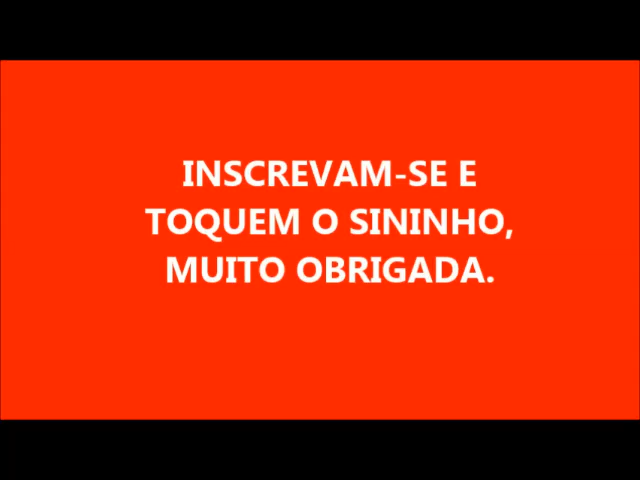 INSCREVAM-SE E
TOQUEM O SININHO,
MUITO OBRIGADA.